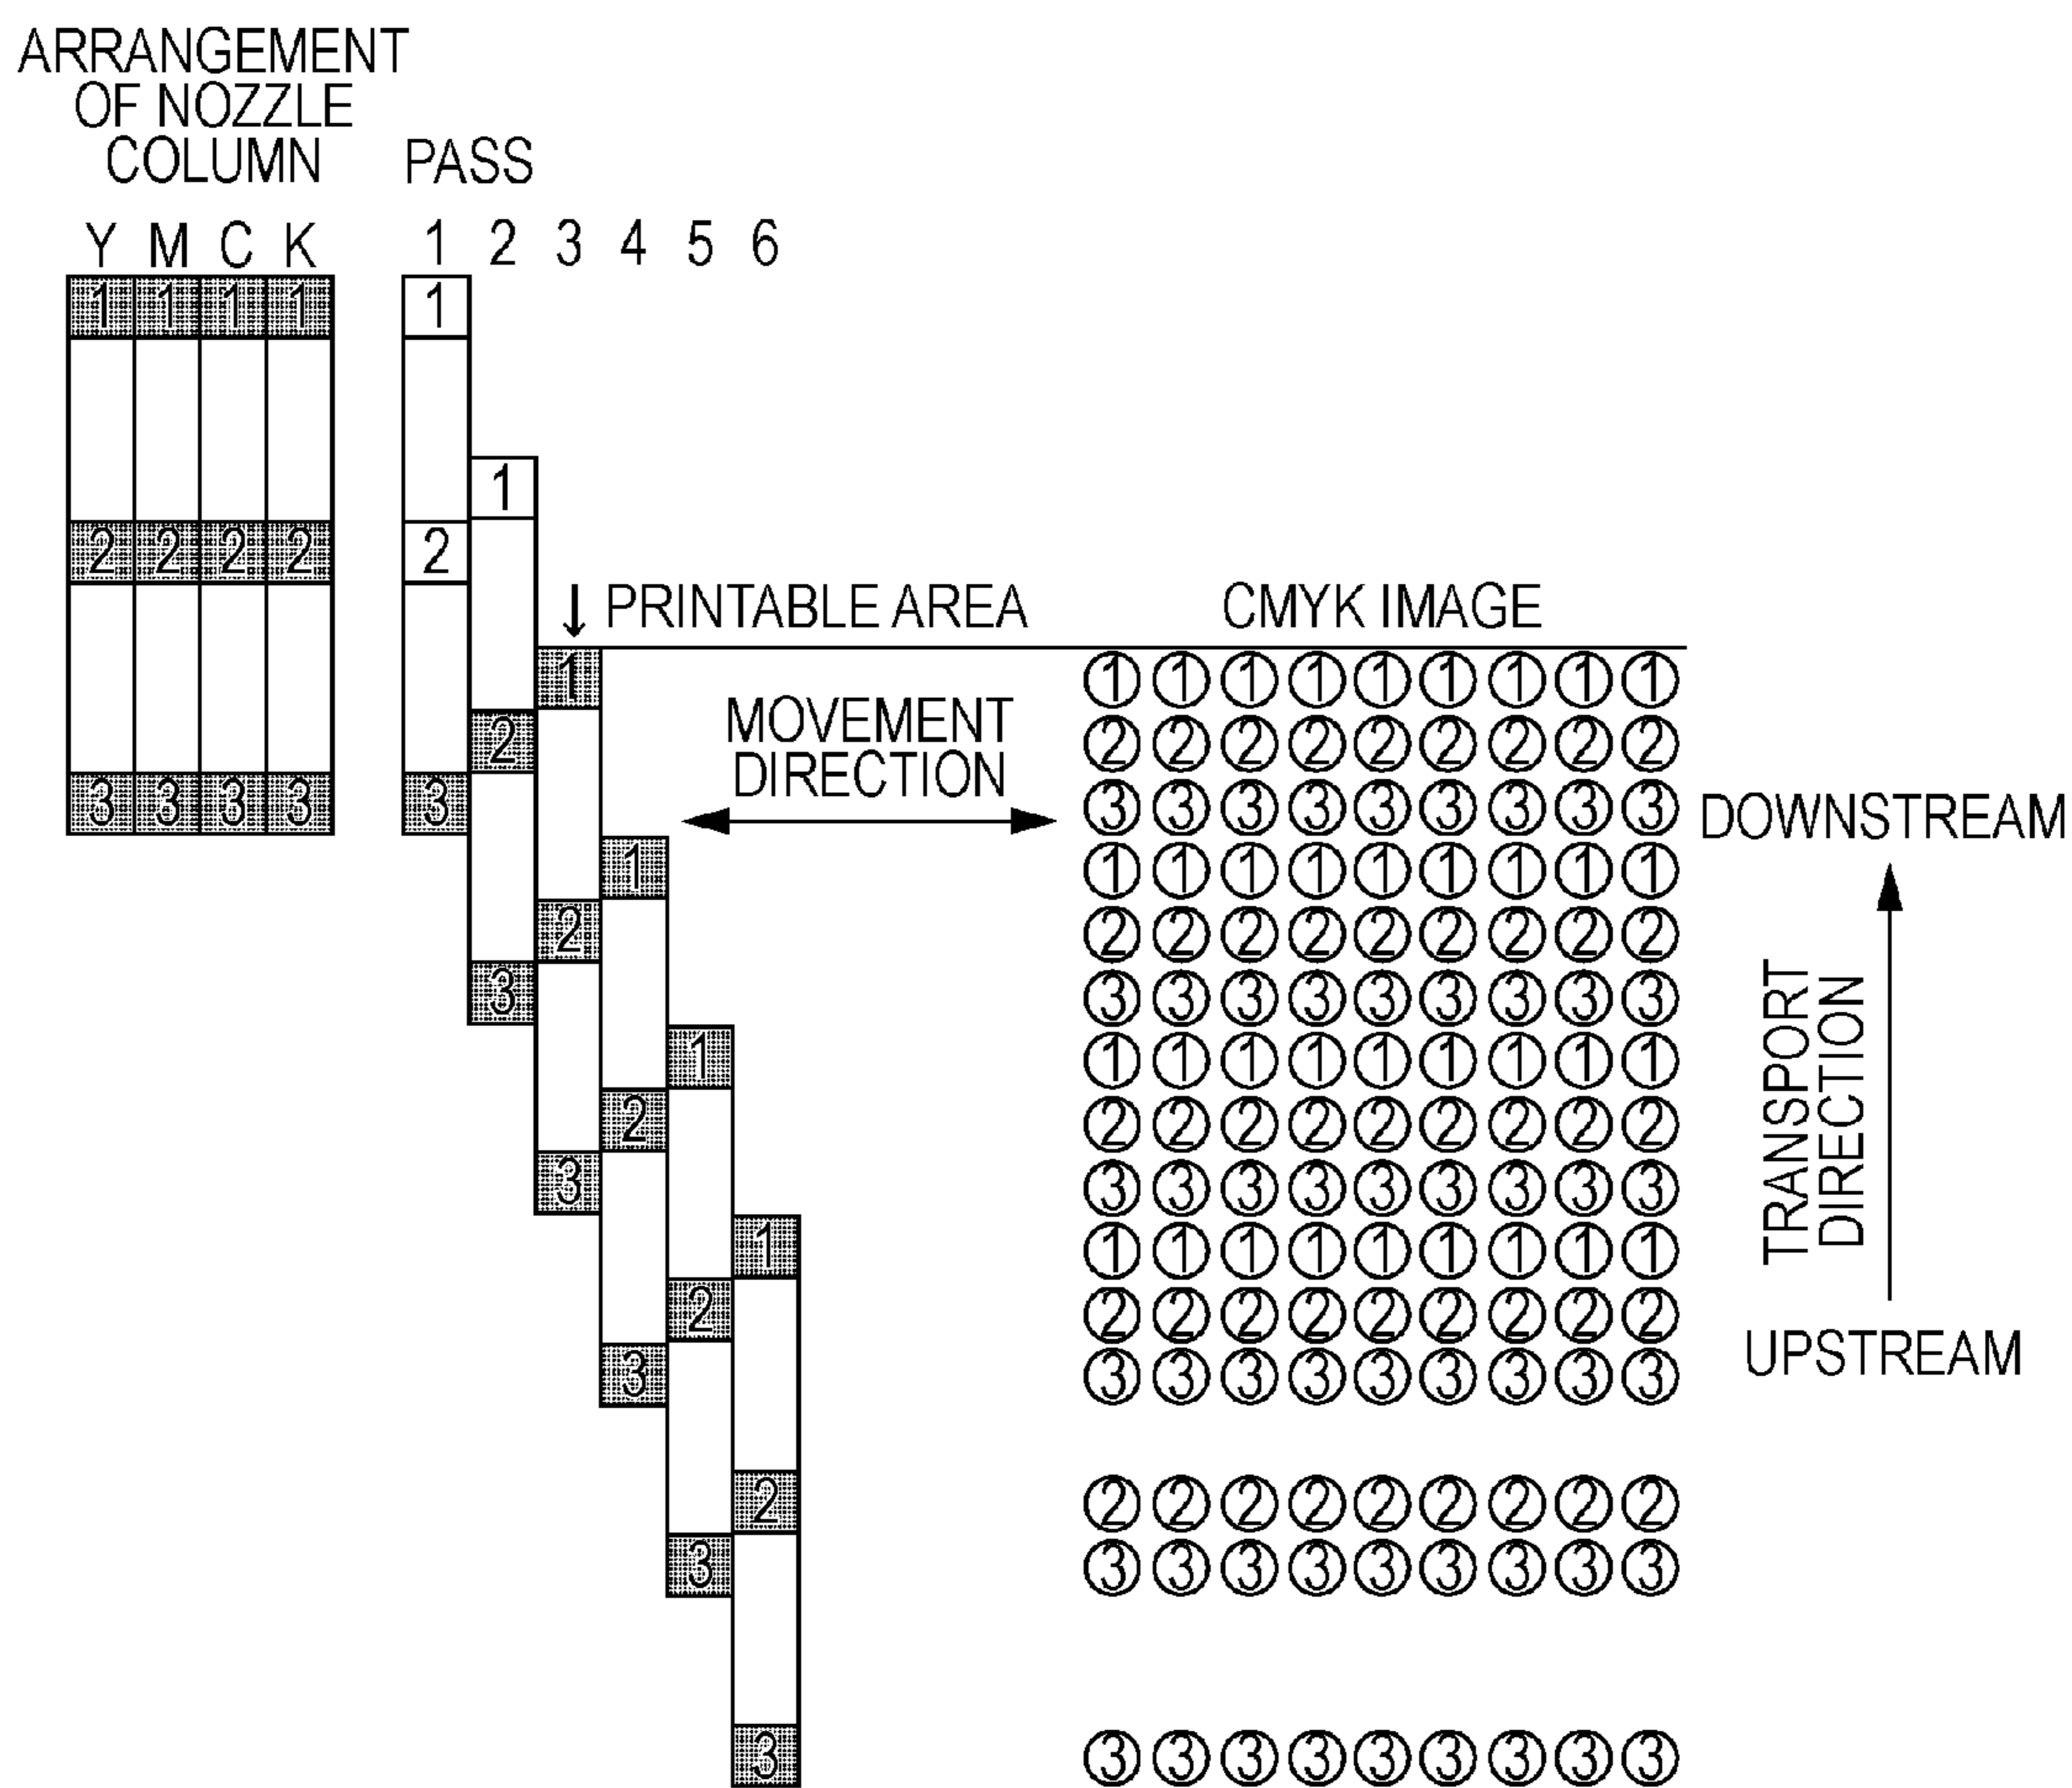 ARRANGEMENT
OF NOZZLE
COLUMN
PASS
Y M C K
1 2 3 4 5 6
1 1 1 1
1
1
2 2 2 2
2
↓ PRINTABLE AREA
CMYK IMAGE
1
1 1 1 1 1 1 1 1 1
MOVEMENT
DIRECTION
2
2 2 2 2 2 2 2 2 2
3 3 3 3
3
3 3 3 3 3 3 3 3 3
DOWNSTREAM
1
1 1 1 1 1 1 1 1 1
2
2 2 2 2 2 2 2 2 2
3
3 3 3 3 3 3 3 3 3
TRANSPORT
DIRECTION
1
1 1 1 1 1 1 1 1 1
2
2 2 2 2 2 2 2 2 2
3
3 3 3 3 3 3 3 3 3
1
1 1 1 1 1 1 1 1 1
2
2 2 2 2 2 2 2 2 2
UPSTREAM
3
3 3 3 3 3 3 3 3 3
2
2 2 2 2 2 2 2 2 2
3
3 3 3 3 3 3 3 3 3
3
3 3 3 3 3 3 3 3 3